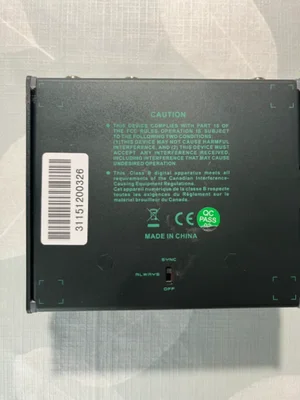 CAUTION
THIS DEVICE COMPLIES WITH PART 15 OF
THE FCC RULES OPERATION IS SUBJECT
TO THE FOLLOWING TWO CONDITIONS:
(1)THIS DEVICE MAY NOT CAUSE HARMFUL
INTERFERENCE, AND (2) THIS DEVICE MUST
ACCEPT ANY INTERFERENCE RECEIVED,
INCLUDING INTERFERENCE THAT MAY CAUSE
UNDESIRED OPERATION
This Class B digital apparatus meets all
requirements of the Canadian Interference-
Causing Equipment Regulations.
Cet appareil numérique de la classe B respecte
toutes les exigences du Règlement sur le
matériel brouilleur du Canada.
31151200326
CE
QC
PASS
MADE IN CHINA
SYNC
ALWAYS
OFF